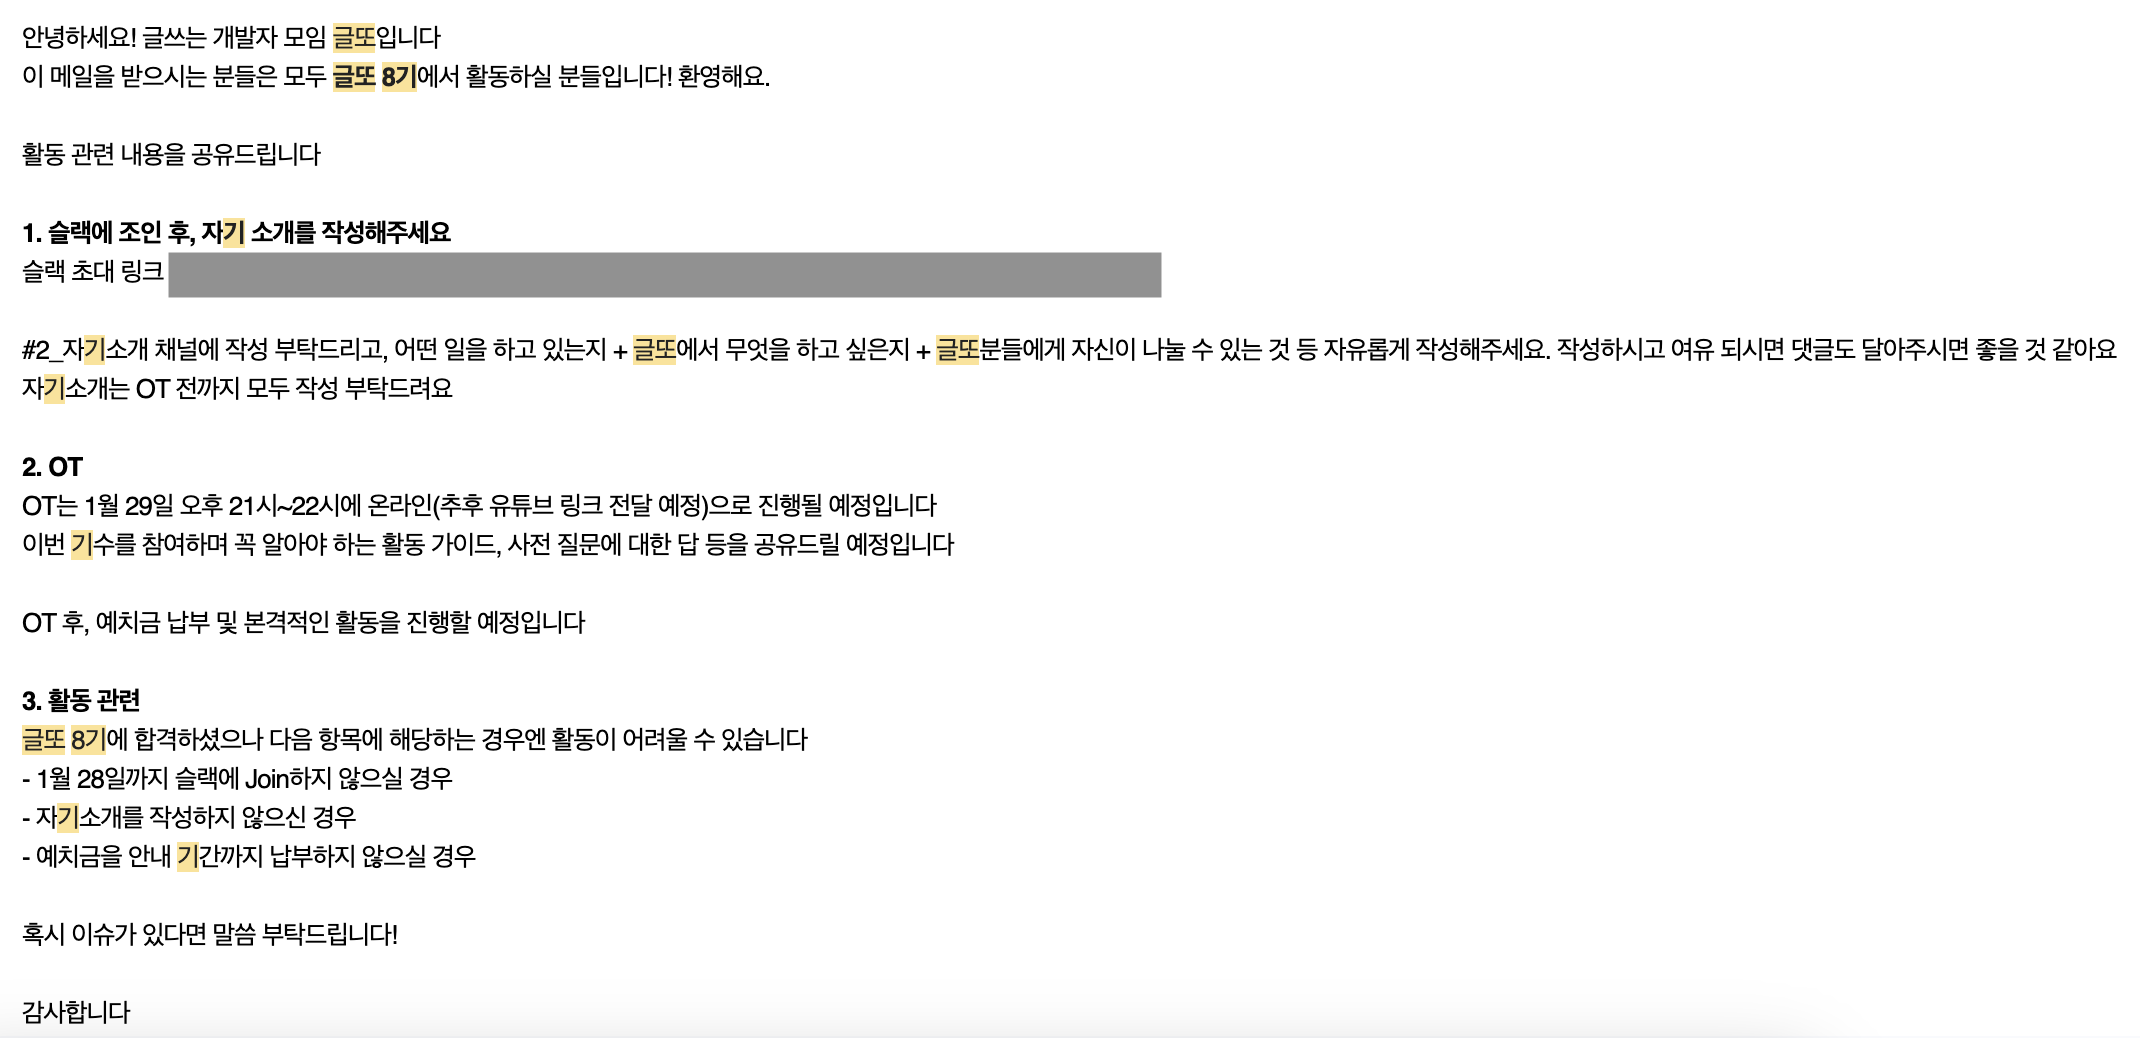 안녕하세요! 글쓰는 개발자 모임 글또입니다
이 메일을 받으시는 분들은 모두 글또 8기에서 활동하실 분들입니다! 환영해요.
활동 관련 내용을 공유드립니다
1. 슬랙에 조인 후, 자기 소개를 작성해주세요
슬랙 초대 링크
#2_자기소개 채널에 작성 부탁드리고, 어떤 일을 하고 있는지 + 글또에서 무엇을 하고 싶은지 + 글또분들에게 자신이 나눌 수 있는 것 등 자유롭게 작성해주세요. 작성하시고 여유 되시면 댓글도 달아주시면 좋을 것 같아요
자기소개는 OT 전까지 모두 작성 부탁드려요
2. OT
OT는 1월 29일 오후 21시~22시에 온라인(추후 유튜브 링크 전달 예정)으로 진행될 예정입니다
이번 기수를 참여하며 꼭 알아야 하는 활동 가이드, 사전 질문에 대한 답 등을 공유드릴 예정입니다
OT 후, 예치금 납부 및 본격적인 활동을 진행할 예정입니다
3. 활동 관련
글또 8기에 합격하셨으나 다음 항목에 해당하는 경우엔 활동이 어려울 수 있습니다
- 1월 28일까지 슬랙에 Join하지 않으실 경우
- 자기소개를 작성하지 않으신 경우
- 예치금을 안내 기간까지 납부하지 않으실 경우
혹시 이슈가 있다면 말씀 부탁드립니다!
감사합니다